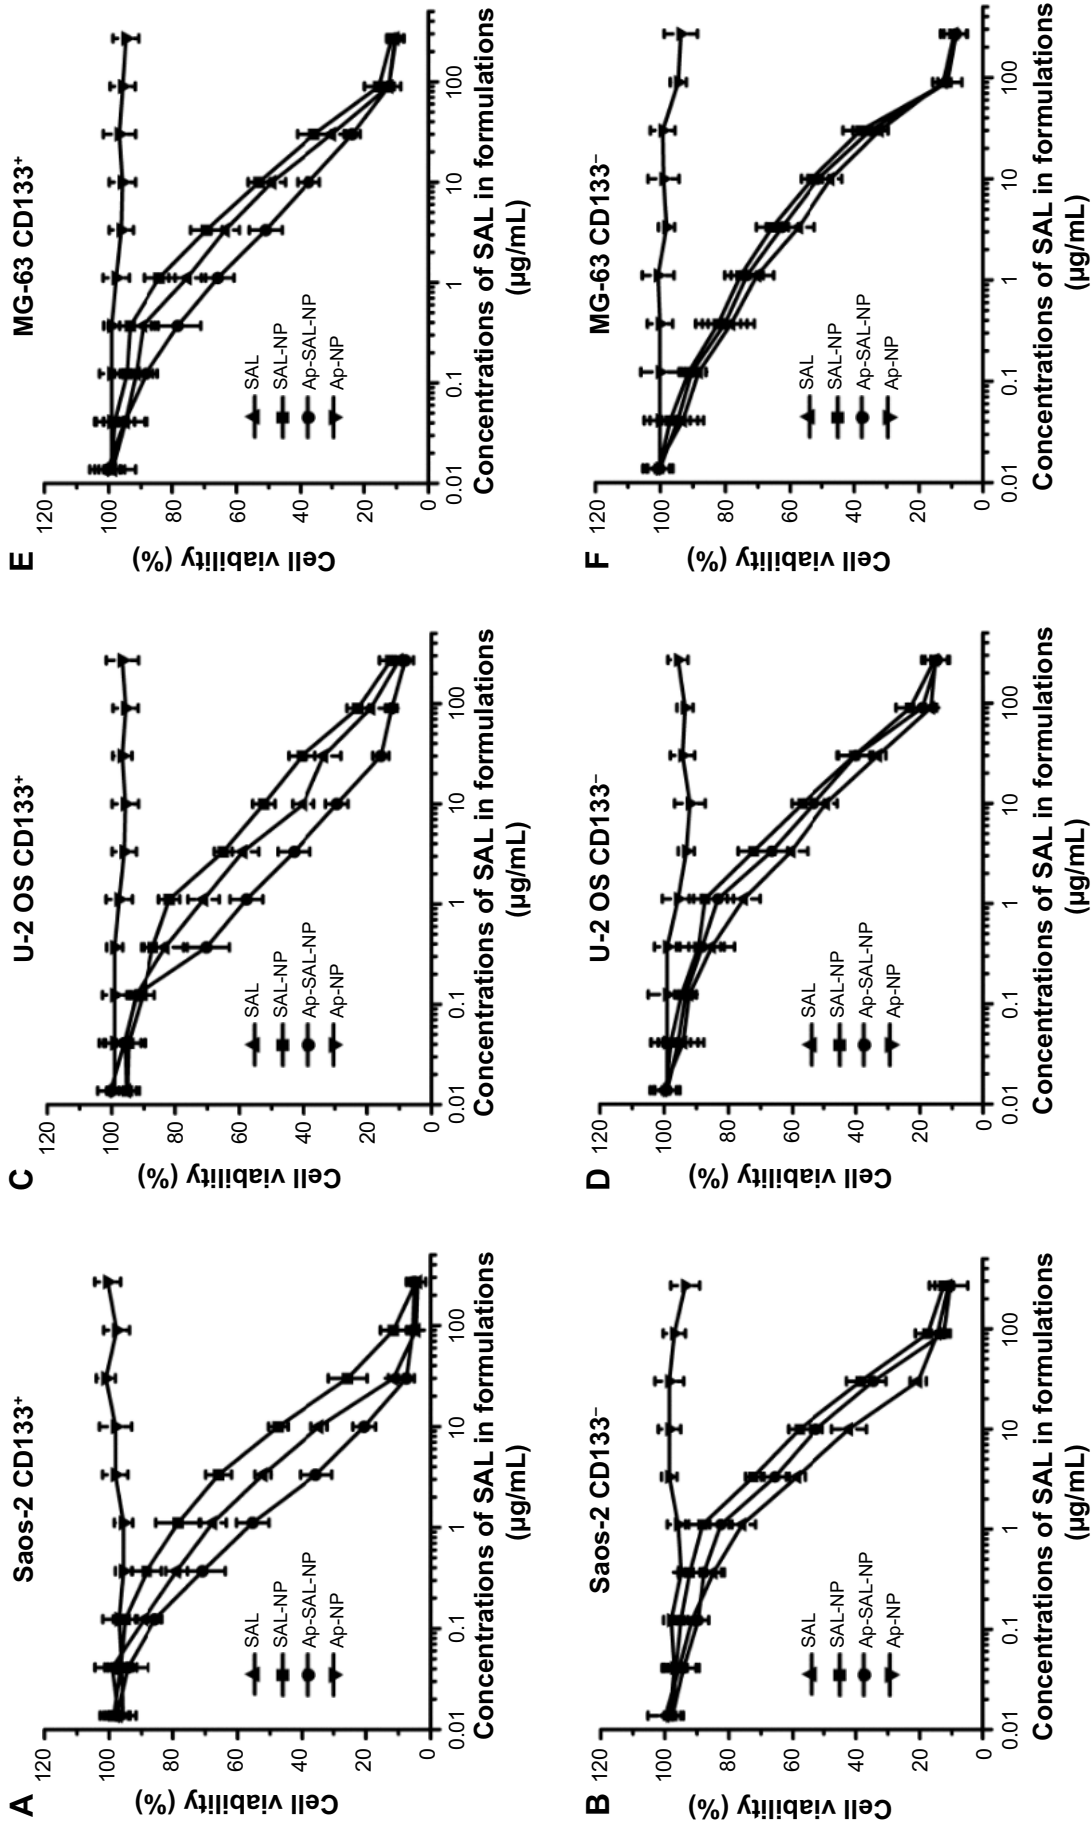 A
Saos-2 CD133⁺
Cell viability (%)
120
100
80
60
40
20
0
SAL
SAL-NP
Ap-SAL-NP
Ap-NP
0.01
0.1
1
10
100
Concentrations of SAL in formulations
(µg/mL)
C
U-2 OS CD133⁺
Cell viability (%)
120
100
80
60
40
20
0
SAL
SAL-NP
Ap-SAL-NP
Ap-NP
0.01
0.1
1
10
100
Concentrations of SAL in formulations
(µg/mL)
E
MG-63 CD133⁺
Cell viability (%)
120
100
80
60
40
20
0
SAL
SAL-NP
Ap-SAL-NP
Ap-NP
0.01
0.1
1
10
100
Concentrations of SAL in formulations
(µg/mL)
B
Saos-2 CD133⁻
Cell viability (%)
120
100
80
60
40
20
0
SAL
SAL-NP
Ap-SAL-NP
Ap-NP
0.01
0.1
1
10
100
Concentrations of SAL in formulations
(µg/mL)
D
U-2 OS CD133⁻
Cell viability (%)
120
100
80
60
40
20
0
SAL
SAL-NP
Ap-SAL-NP
Ap-NP
0.01
0.1
1
10
100
Concentrations of SAL in formulations
(µg/mL)
F
MG-63 CD133⁻
Cell viability (%)
120
100
80
60
40
20
0
SAL
SAL-NP
Ap-SAL-NP
Ap-NP
0.01
0.1
1
10
100
Concentrations of SAL in formulations
(µg/mL)